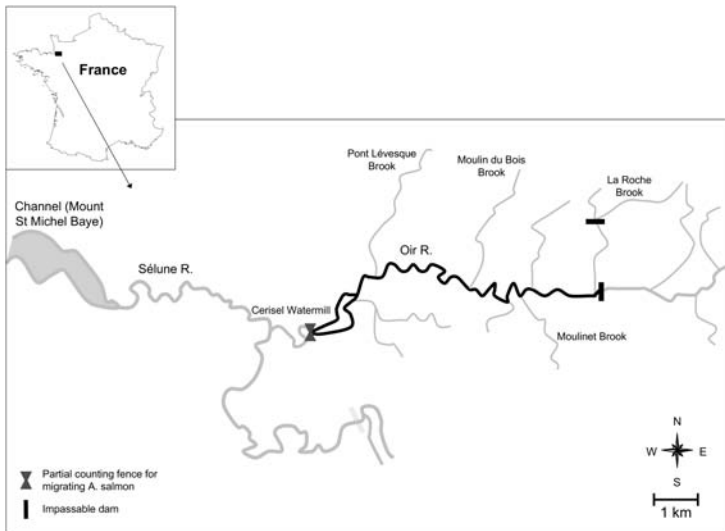 France
Pont Lévesque
Brook
Moulin du Bois
Brook
La Roche
Brook
Channel (Mount
St Michel Baye)
Sélune R.
Oir R.
Cerisel Watermill
Moulinet Brook
N
W
E
S
1 km
Partial counting fence for
migrating A. salmon
Impassable dam